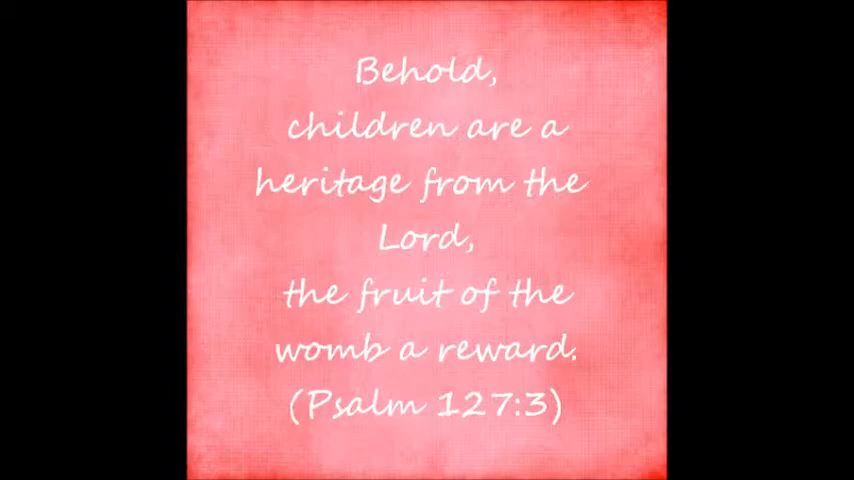 Behold,
children are a
heritage from the
Lord,
the fruit of the
womb a reward.
(Psalm 127:3)